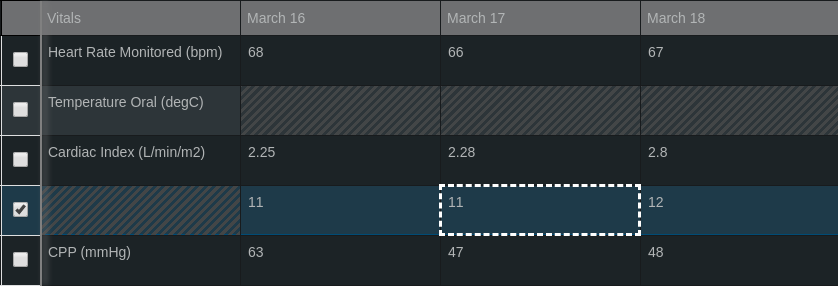 Vitals March 16 March 17 March 18
Heart Rate Monitored (bpm) 68 66 67
Temperature Oral (degC)
Cardiac Index (L/min/m2) 2.25 2.28 2.8
11 11 12
CPP (mmHg) 63 47 48